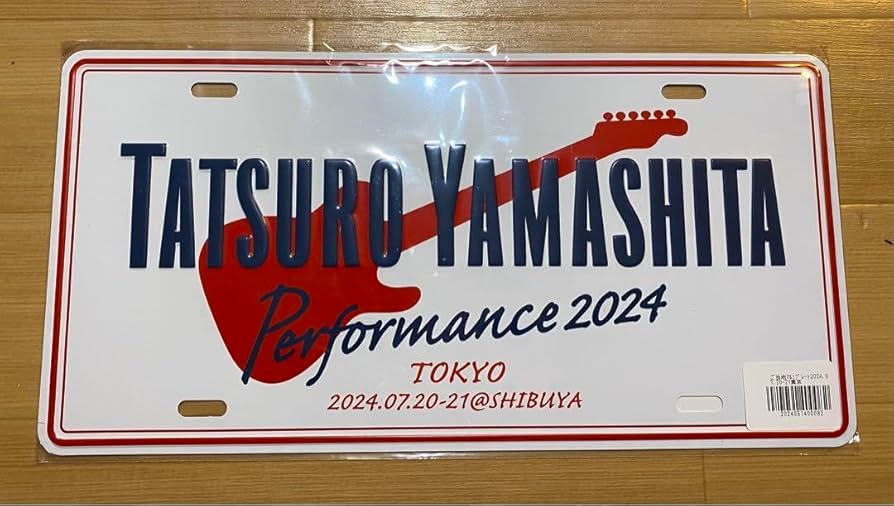 TATSURO YAMASHITA
Performance 2024
TOKYO
2024.07.20-21@SHIBUYA